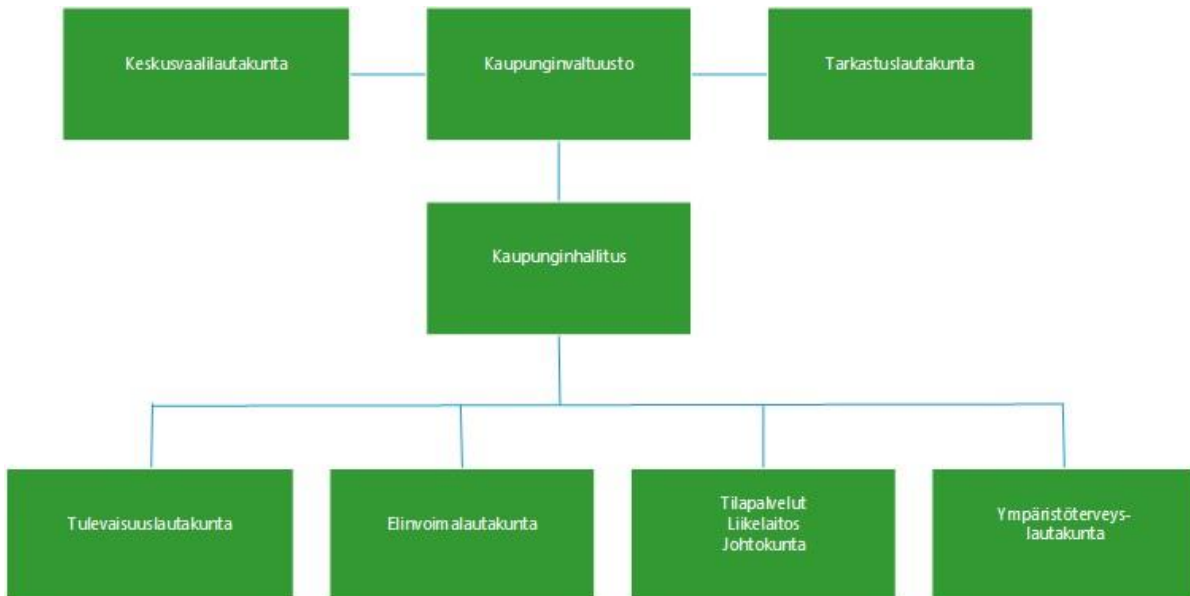 Keskusvaalilautakunta
Kaupunginvaltuusto
Tarkastuslautakunta
Kaupunginhallitus
Tulevaisuuslautakunta
Elinvoimalautakunta
Tilapalvelut
Liikelaitos
Johtokunta
Ympäristöterveys-
lautakunta